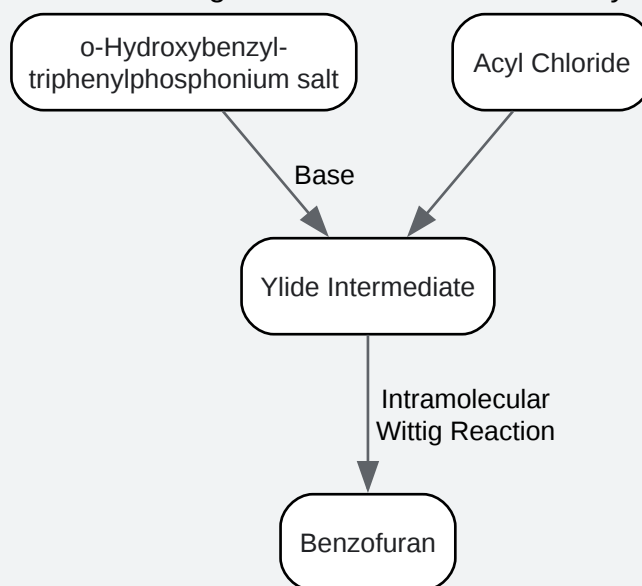 o-Hydroxybenzyl-
triphenylphosphonium salt
Acyl Chloride
Base
Ylide Intermediate
Intramolecular
Wittig Reaction
Benzofuran